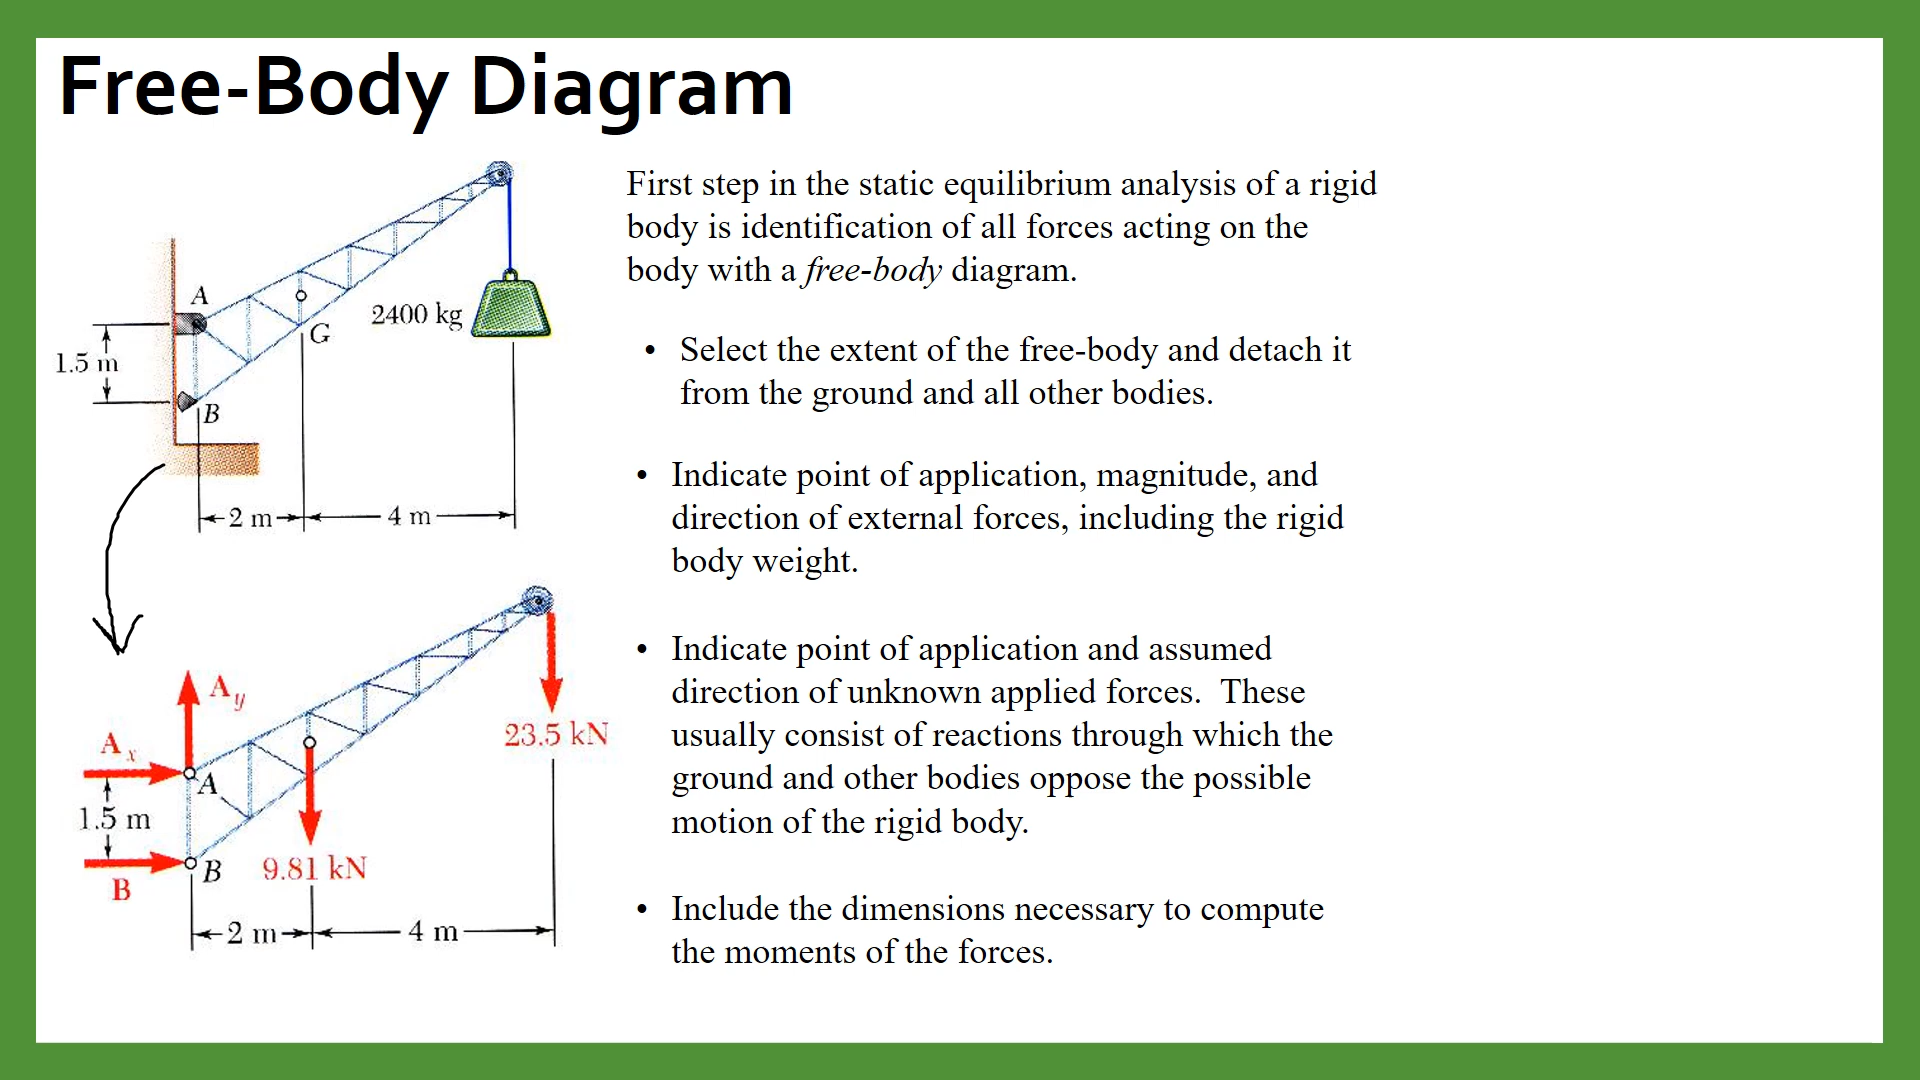 Free-Body Diagram
First step in the static equilibrium analysis of a rigid
body is identification of all forces acting on the
body with a free-body diagram.
• Select the extent of the free-body and detach it
from the ground and all other bodies.
• Indicate point of application, magnitude, and
direction of external forces, including the rigid
body weight.
• Indicate point of application and assumed
direction of unknown applied forces.  These
usually consist of reactions through which the
ground and other bodies oppose the possible
motion of the rigid body.
• Include the dimensions necessary to compute
the moments of the forces.
A
2400 kg
G
1.5 m
B
2 m
4 m
Ay
Ax
23.5 kN
A
1.5 m
B
9.81 kN
B
2 m
4 m